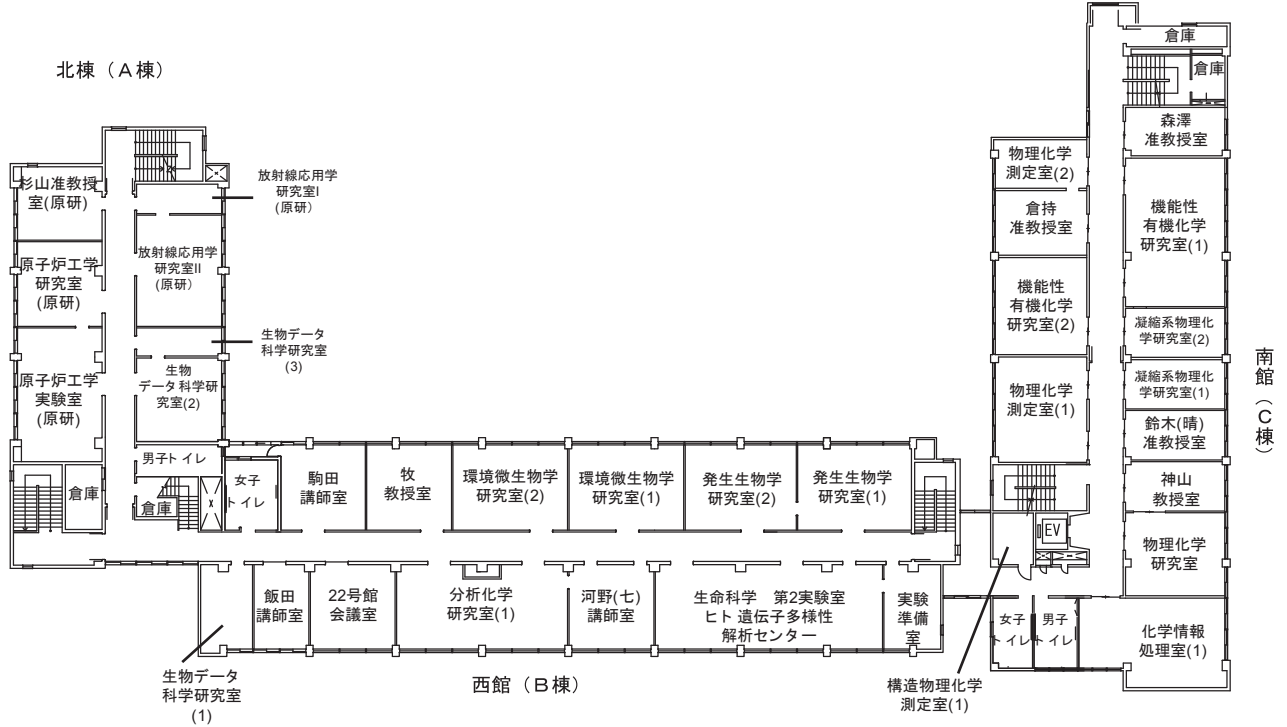 北棟（A棟）
杉山准教授
室(原研)
放射線応用学
研究室I
(原研)
原子炉工学
研究室
(原研)
放射線応用学
研究室II
(原研)
生物データ
科学研究室
(3)
原子炉工学
実験室
(原研)
生物
データ科学研
究室(2)
男子トイレ
倉庫
倉庫
女子
トイレ
駒田
講師室
牧
教授室
環境微生物学
研究室(2)
環境微生物学
研究室(1)
発生生物学
研究室(2)
発生生物学
研究室(1)
飯田
講師室
22号館
会議室
分析化学
研究室(1)
河野(七)
講師室
生命科学　第2実験室
ヒト遺伝子多様性
解析センター
実験
準備
室
生物データ
科学研究室
(1)
西館（B棟）
倉庫
倉庫
森澤
准教授室
物理化学
測定室(2)
倉持
准教授室
機能性
有機化学
研究室(1)
機能性
有機化学
研究室(2)
凝縮系物理化
学研究室(2)
物理化学
測定室(1)
凝縮系物理化
学研究室(1)
鈴木(晴)
准教授室
神山
教授室
EV
物理化学
研究室
女子
トイレ
男子
トイレ
化学情報
処理室(1)
構造物理化学
測定室(1)
南館（C棟）